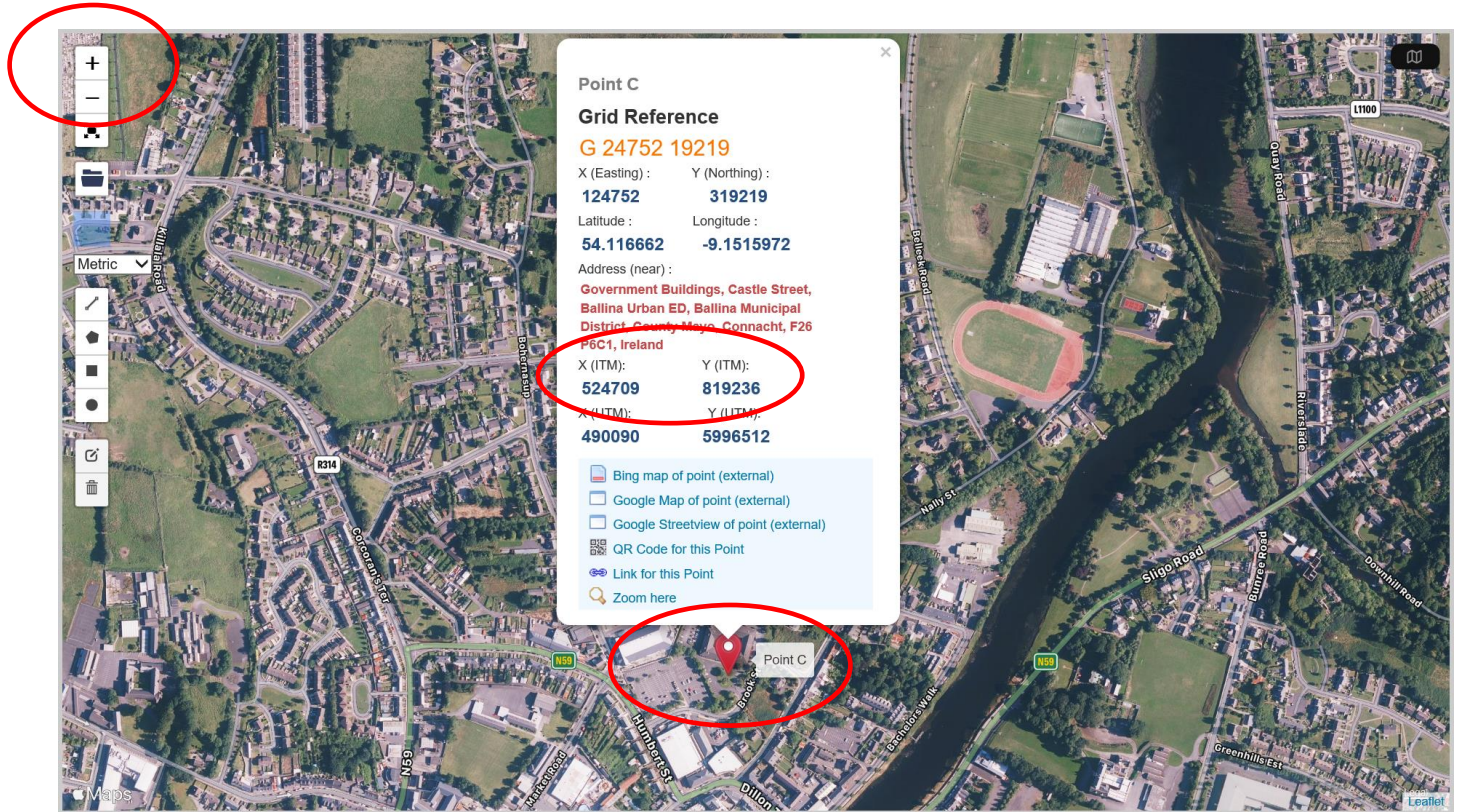 +
−
Metric
×
Point C
Grid Reference
G 24752 19219
X (Easting) : Y (Northing) :
124752 319219
Latitude : Longitude :
54.116662 -9.1515972
Address (near) :
Government Buildings, Castle Street,
Ballina Urban ED, Ballina Municipal
District, County Mayo, Connacht, F26
P6C1, Ireland
X (ITM): Y (ITM):
524709 819236
X (UTM): Y (UTM):
490090 5996512
Bing map of point (external)
Google Map of point (external)
Google Streetview of point (external)
QR Code for this Point
Link for this Point
Zoom here
Point C
L1100
Quay Road
Killala Road
Belleek Road
Bohernasup
Riverslade
R314
Nally St
Corcoran's Ter
Sligo Road
Bunree Road
Downhill Road
N59
N59
Brook S
Bachelors Walk
Humbert St
N59
Market Road
Dillon
Greenhills Est
Maps
Legal
Leaflet